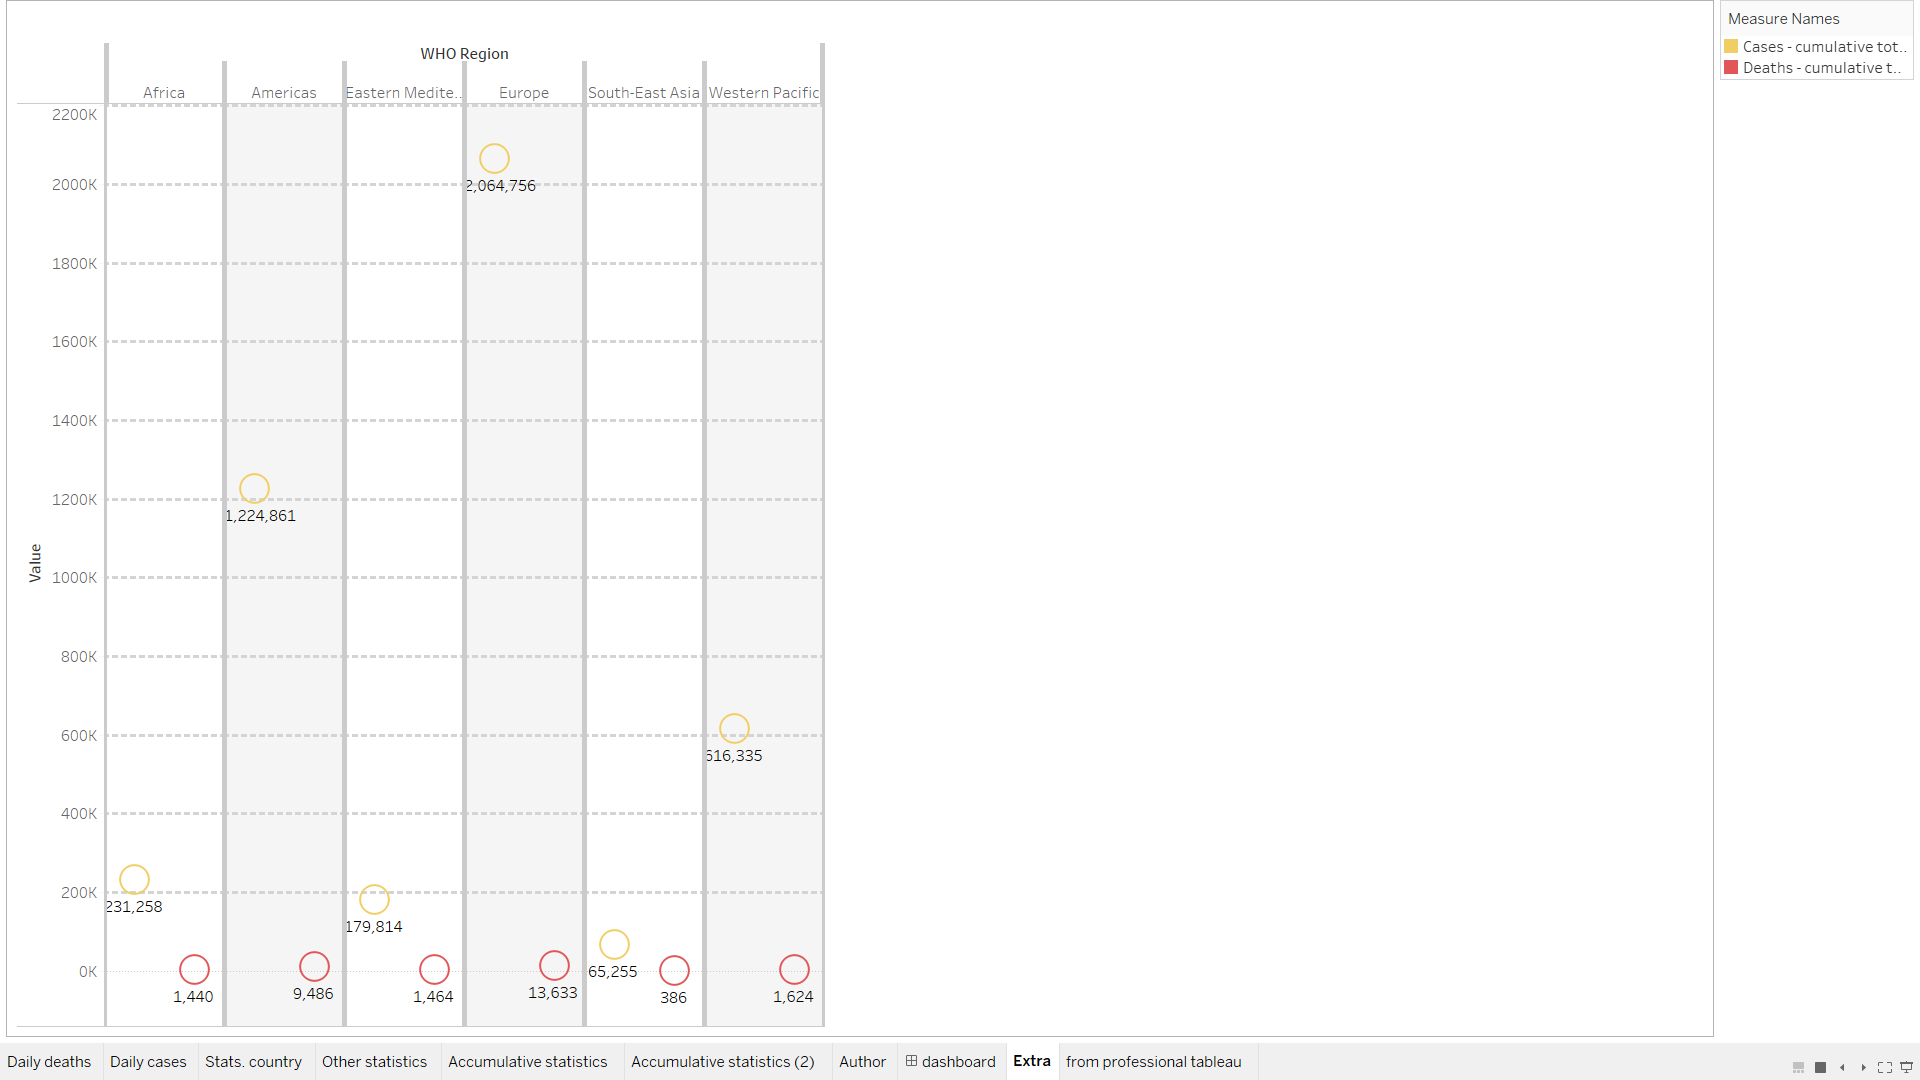 WHO Region
Africa
Americas
Eastern Medite..
Europe
South-East Asia
Western Pacific
Measure Names
Cases - cumulative tot..
Deaths - cumulative t..
Value
2200K
2000K
1800K
1600K
1400K
1200K
1000K
800K
600K
400K
200K
0K
231,258
1,440
1,224,861
9,486
179,814
1,464
2,064,756
13,633
65,255
386
616,335
1,624
Daily deaths
Daily cases
Stats. country
Other statistics
Accumulative statistics
Accumulative statistics (2)
Author
dashboard
Extra
from professional tableau